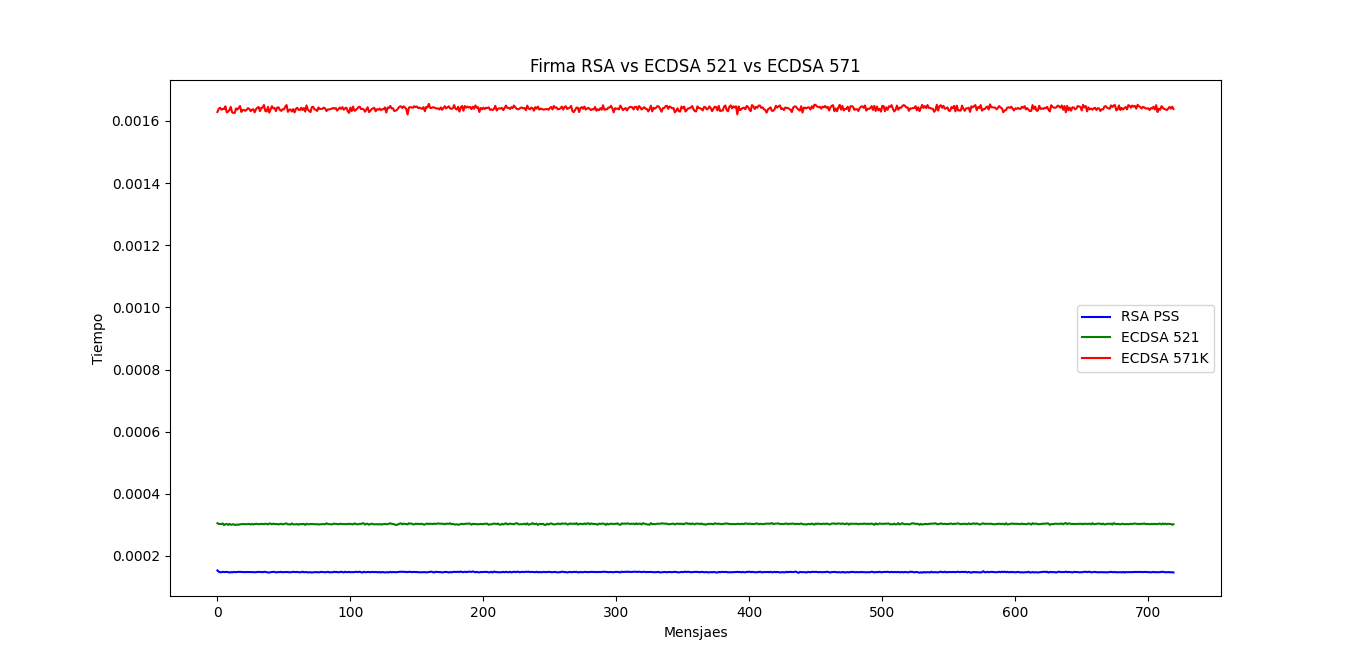 Firma RSA vs ECDSA 521 vs ECDSA 571
0.0016
0.0014
0.0012
0.0010
0.0008
0.0006
0.0004
0.0002
Tiempo
RSA PSS
ECDSA 521
ECDSA 571K
0 100 200 300 400 500 600 700
Mensjaes